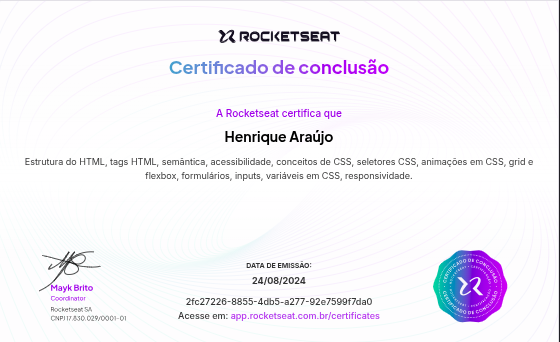 ROCKETSEAT
Certificado de conclusão
A Rocketseat certifica que
Henrique Araújo
Estrutura do HTML, tags HTML, semântica, acessibilidade, conceitos de CSS, seletores CSS, animações em CSS, grid e
flexbox, formulários, inputs, variáveis em CSS, responsividade.
Mayk Brito
Coordinator
Rocketseat SA
CNPJ 17.830.029/0001-01
DATA DE EMISSÃO:
24/08/2024
2fc27226-8855-4db5-a277-92e7599f7da0
Acesse em: app.rocketseat.com.br/certificates
CERTIFICADO DE CONCLUSÃO
CERTIFICADO DE CONCLUSÃO